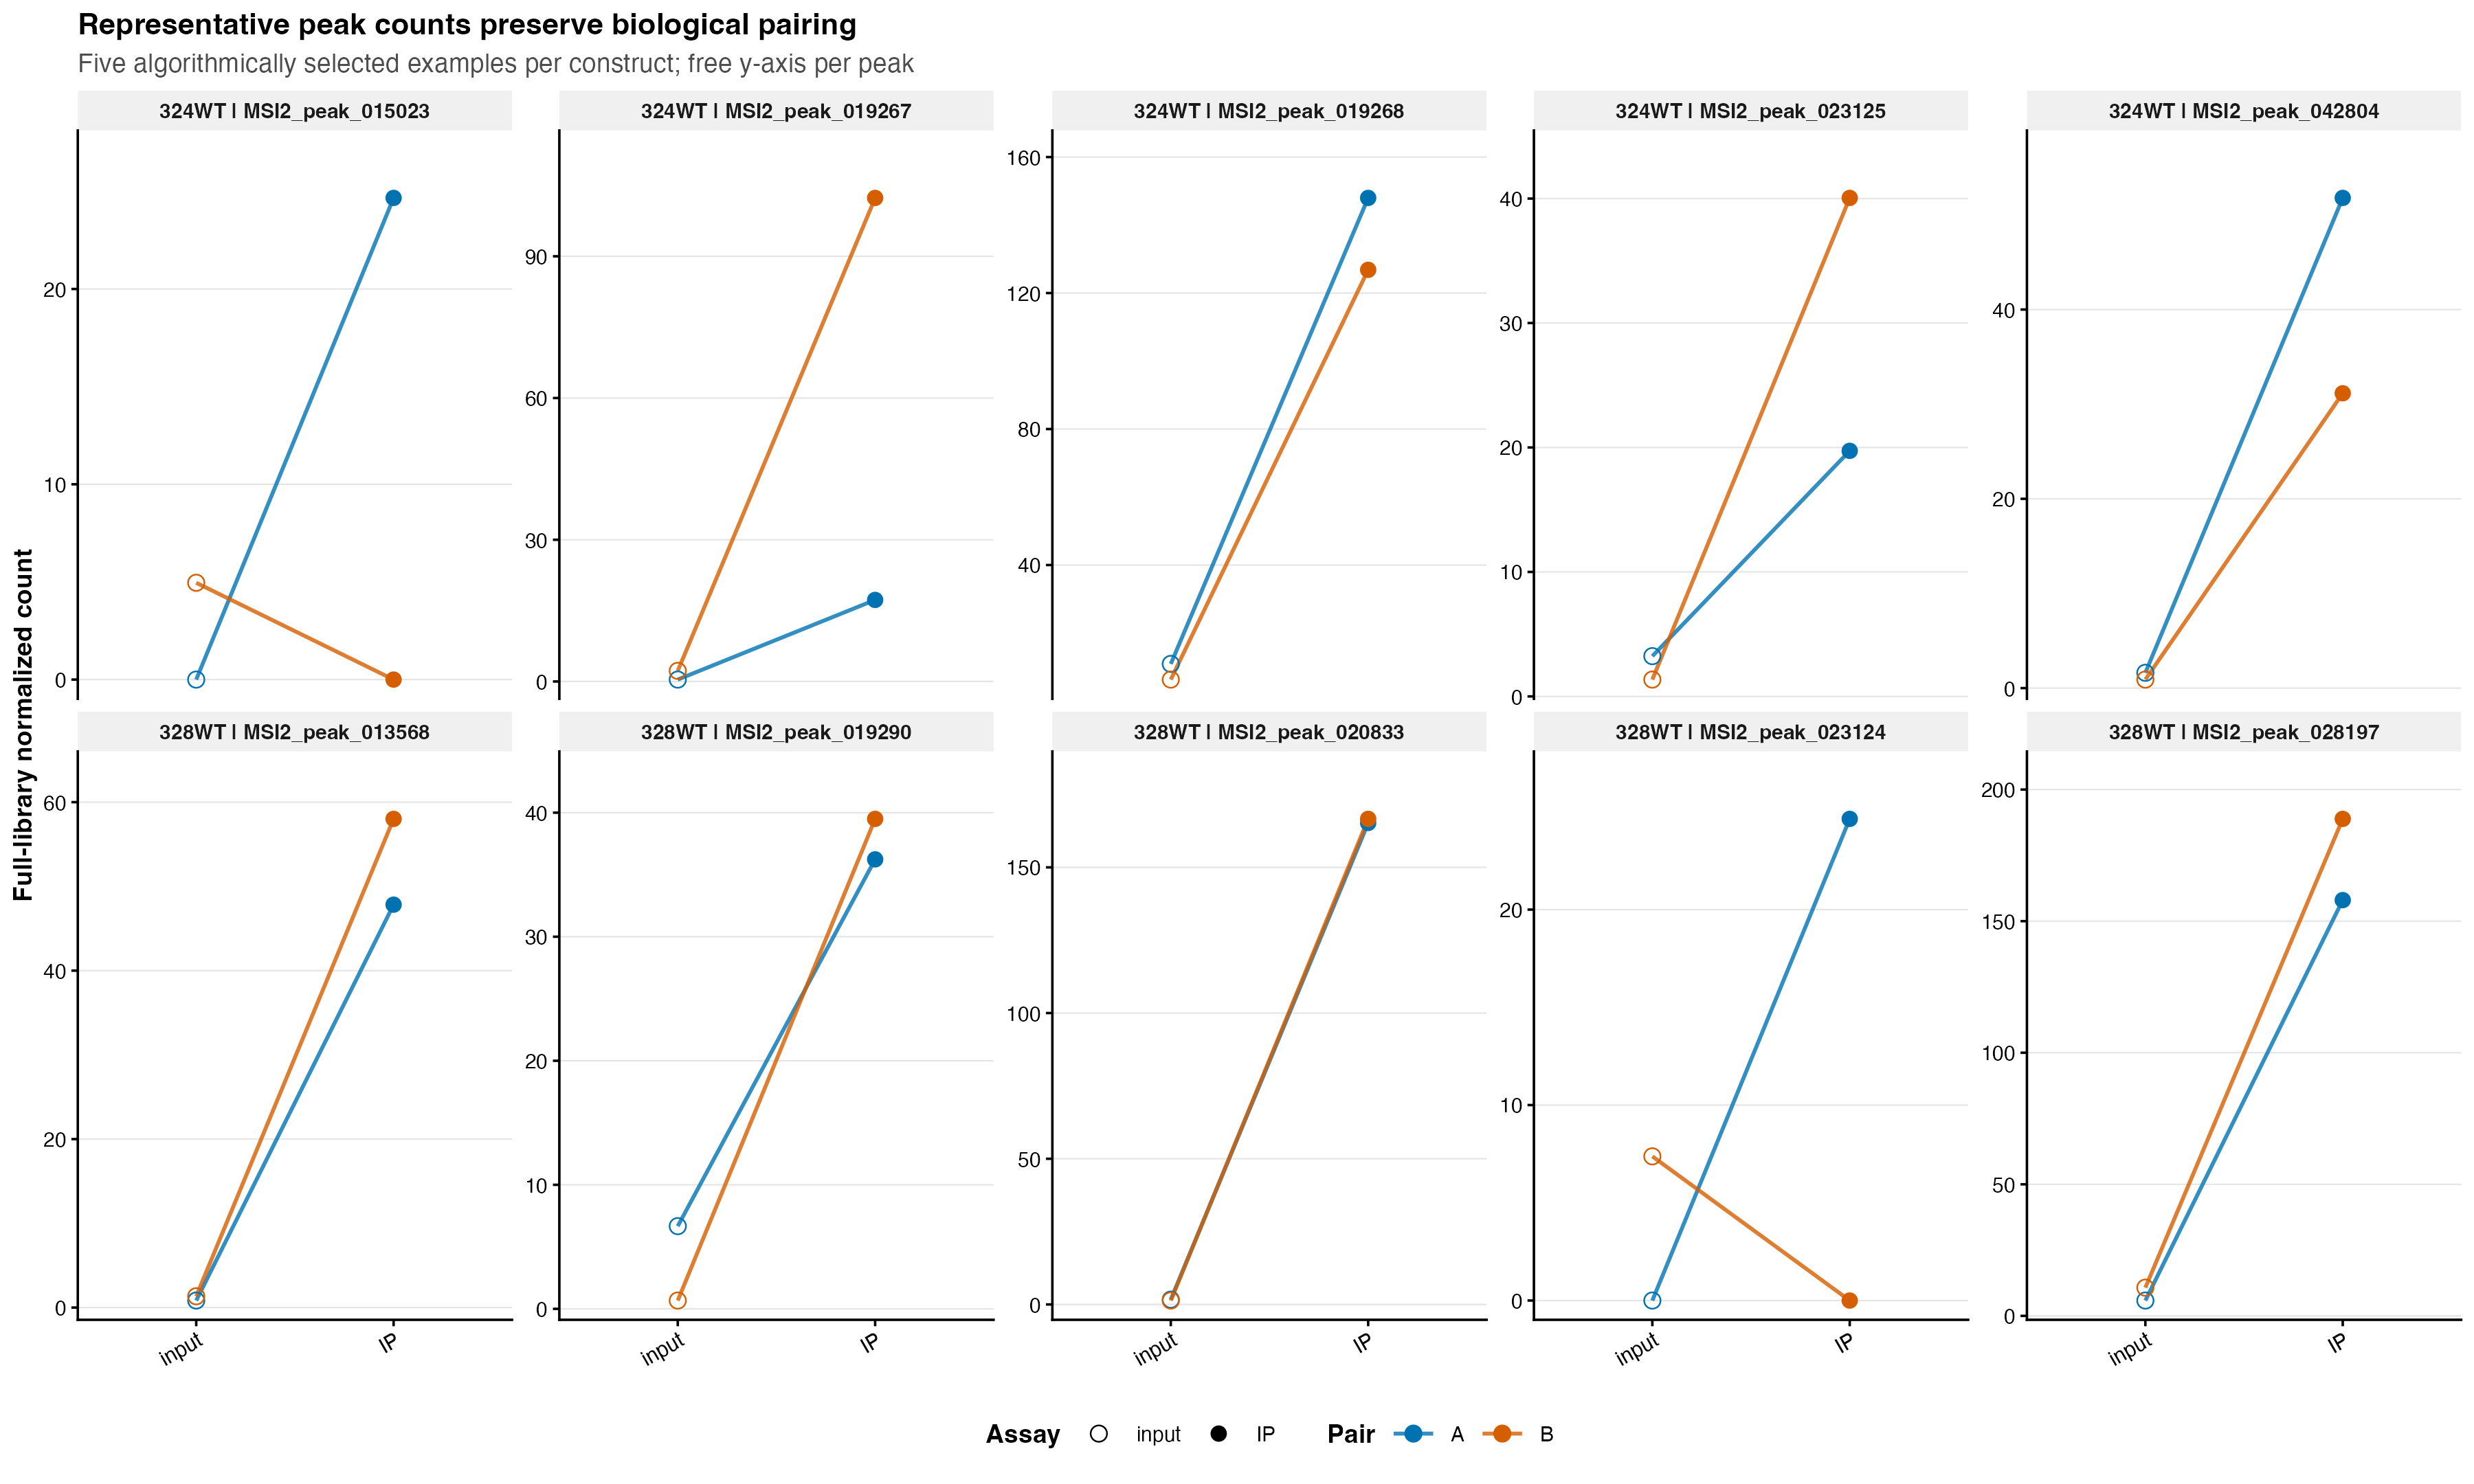 Representative peak counts preserve biological pairing
Five algorithmically selected examples per construct; free y-axis per peak
Full-library normalized count
324WT | MSI2_peak_015023
20
10
0
324WT | MSI2_peak_019267
90
60
30
0
324WT | MSI2_peak_019268
160
120
80
40
324WT | MSI2_peak_023125
40
30
20
10
0
324WT | MSI2_peak_042804
40
20
0
328WT | MSI2_peak_013568
60
40
20
0
input
IP
328WT | MSI2_peak_019290
40
30
20
10
0
input
IP
328WT | MSI2_peak_020833
150
100
50
0
input
IP
328WT | MSI2_peak_023124
20
10
0
input
IP
328WT | MSI2_peak_028197
200
150
100
50
0
input
IP
Assay input IP Pair A B